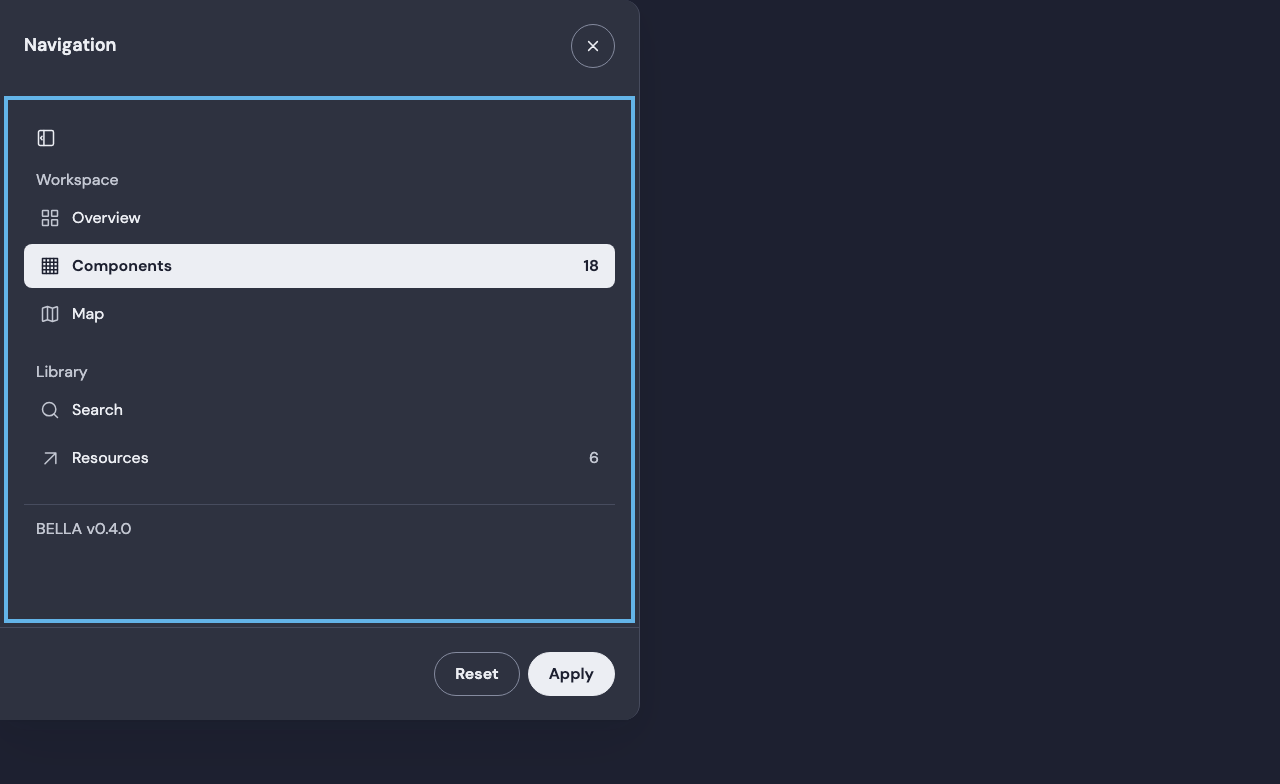 Navigation
Workspace
Overview
Components 18
Map
Library
Search
Resources 6
BELLA v0.4.0
Reset Apply